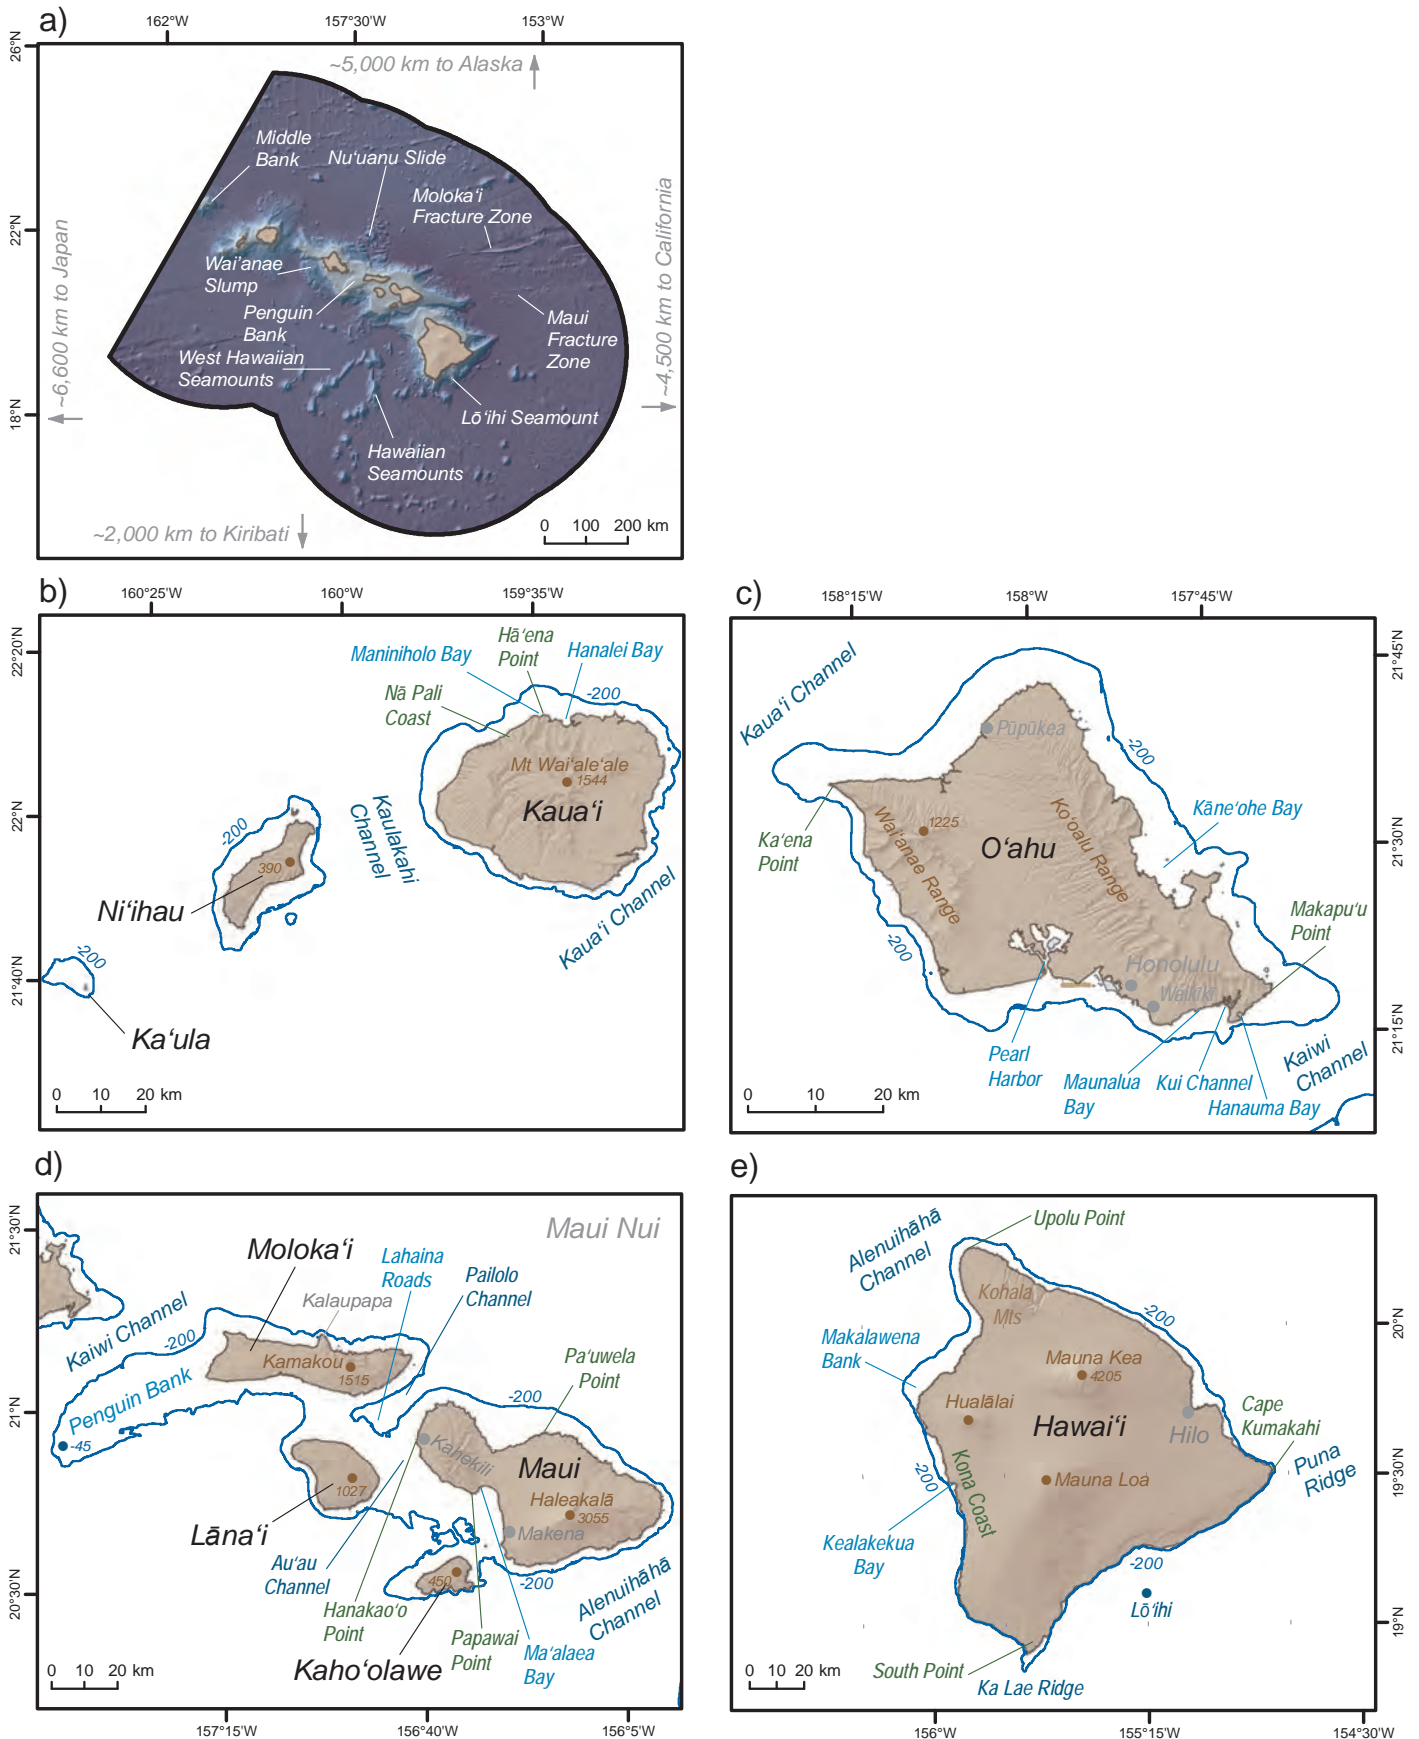 a)
162°W
157°30'W
153°W
26°N
22°N
18°N
~5,000 km to Alaska
~6,600 km to Japan
~4,500 km to California
~2,000 km to Kiribati
Middle
Bank
Nu‘uanu Slide
Moloka‘i
Fracture Zone
Wai‘anae
Slump
Penguin
Bank
West Hawaiian
Seamounts
Maui
Fracture
Zone
Lō‘ihi Seamount
Hawaiian
Seamounts
0 100 200 km
b)
160°25'W
160°W
159°35'W
22°20'N
22°N
21°40'N
Maniniholo Bay
Hā‘ena
Point
Hanalei Bay
Nā Pali
Coast
-200
Mt Wai‘ale‘ale
1544
Kaua‘i
Kaulakahi
Channel
-200
390
Ni‘ihau
Kaua‘i Channel
-200
Ka‘ula
0 10 20 km
c)
158°15'W
158°W
157°45'W
21°45'N
21°30'N
21°15'N
Kaua‘i Channel
Pūpūkea
-200
Ka‘ena
Point
1225
Wai‘anae Range
O‘ahu
Ko‘oalu Range
Kāne‘ohe Bay
Makapu‘u
Point
-200
Honolulu
Waikīkī
Pearl
Harbor
Maunalua
Bay
Kui Channel
Hanauma Bay
Kaiwi
Channel
0 20 km
d)
21°30'N
21°N
20°30'N
Maui Nui
Moloka‘i
Lahaina
Roads
Pailolo
Channel
Kalaupapa
Kaiwi Channel
-200
Kamakou
1515
Pa‘uwela
Point
Penguin Bank
-45
-200
Kahekili
Maui
Haleakalā
3055
1027
Lāna‘i
Makena
Au‘au
Channel
450
-200
Alenuihāhā
Channel
Hanakao‘o
Point
Papawai
Point
Ma‘alaea
Bay
Kaho‘olawe
0 10 20 km
157°15'W
156°40'W
156°5'W
e)
Alenuihāhā
Channel
Upolu Point
Kohala
Mts
-200
20°N
19°30'N
19°N
Makalawena
Bank
Mauna Kea
4205
Hualālai
Hawai‘i
Hilo
Cape
Kumakahi
Puna
Ridge
-200
Kona Coast
Mauna Loa
Kealakekua
Bay
-200
Lō‘ihi
South Point
Ka Lae Ridge
0 10 20 km
156°W
155°15'W
154°30'W